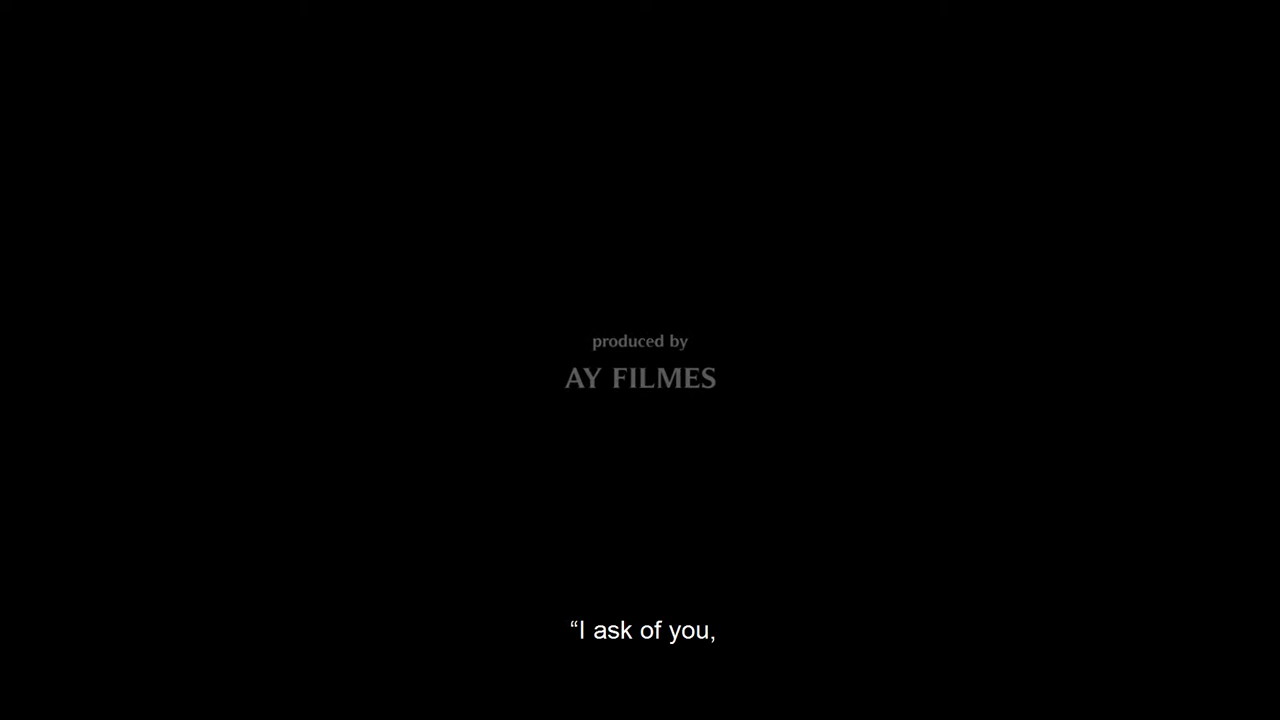 produced by
AY FILMES
“I ask of you,